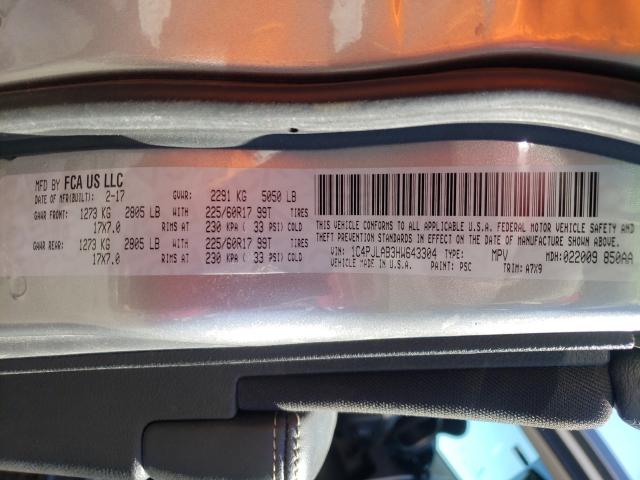 MFD BY FCA US LLC
DATE OF MFR(BUILT): 2-17 GVWR: 2291 KG 5050 LB
GAWR FRONT: 1273 KG 2805 LB WITH 225/60R17 99T TIRES
17X7.0 RIMS AT 230 KPA ( 33 PSI) COLD
GAWR REAR: 1273 KG 2805 LB WITH 225/60R17 99T TIRES
17X7.0 RIMS AT 230 KPA ( 33 PSI) COLD
THIS VEHICLE CONFORMS TO ALL APPLICABLE U.S.A. FEDERAL MOTOR VEHICLE SAFETY AND
THEFT PREVENTION STANDARDS IN EFFECT ON THE DATE OF MANUFACTURE SHOWN ABOVE.
VIN: 1C4PJLAB3HW643304 TYPE: MPV MDH: 022009 850AA
VEHICLE MADE IN U.S.A. PAINT: PSC TRIM: A7X9